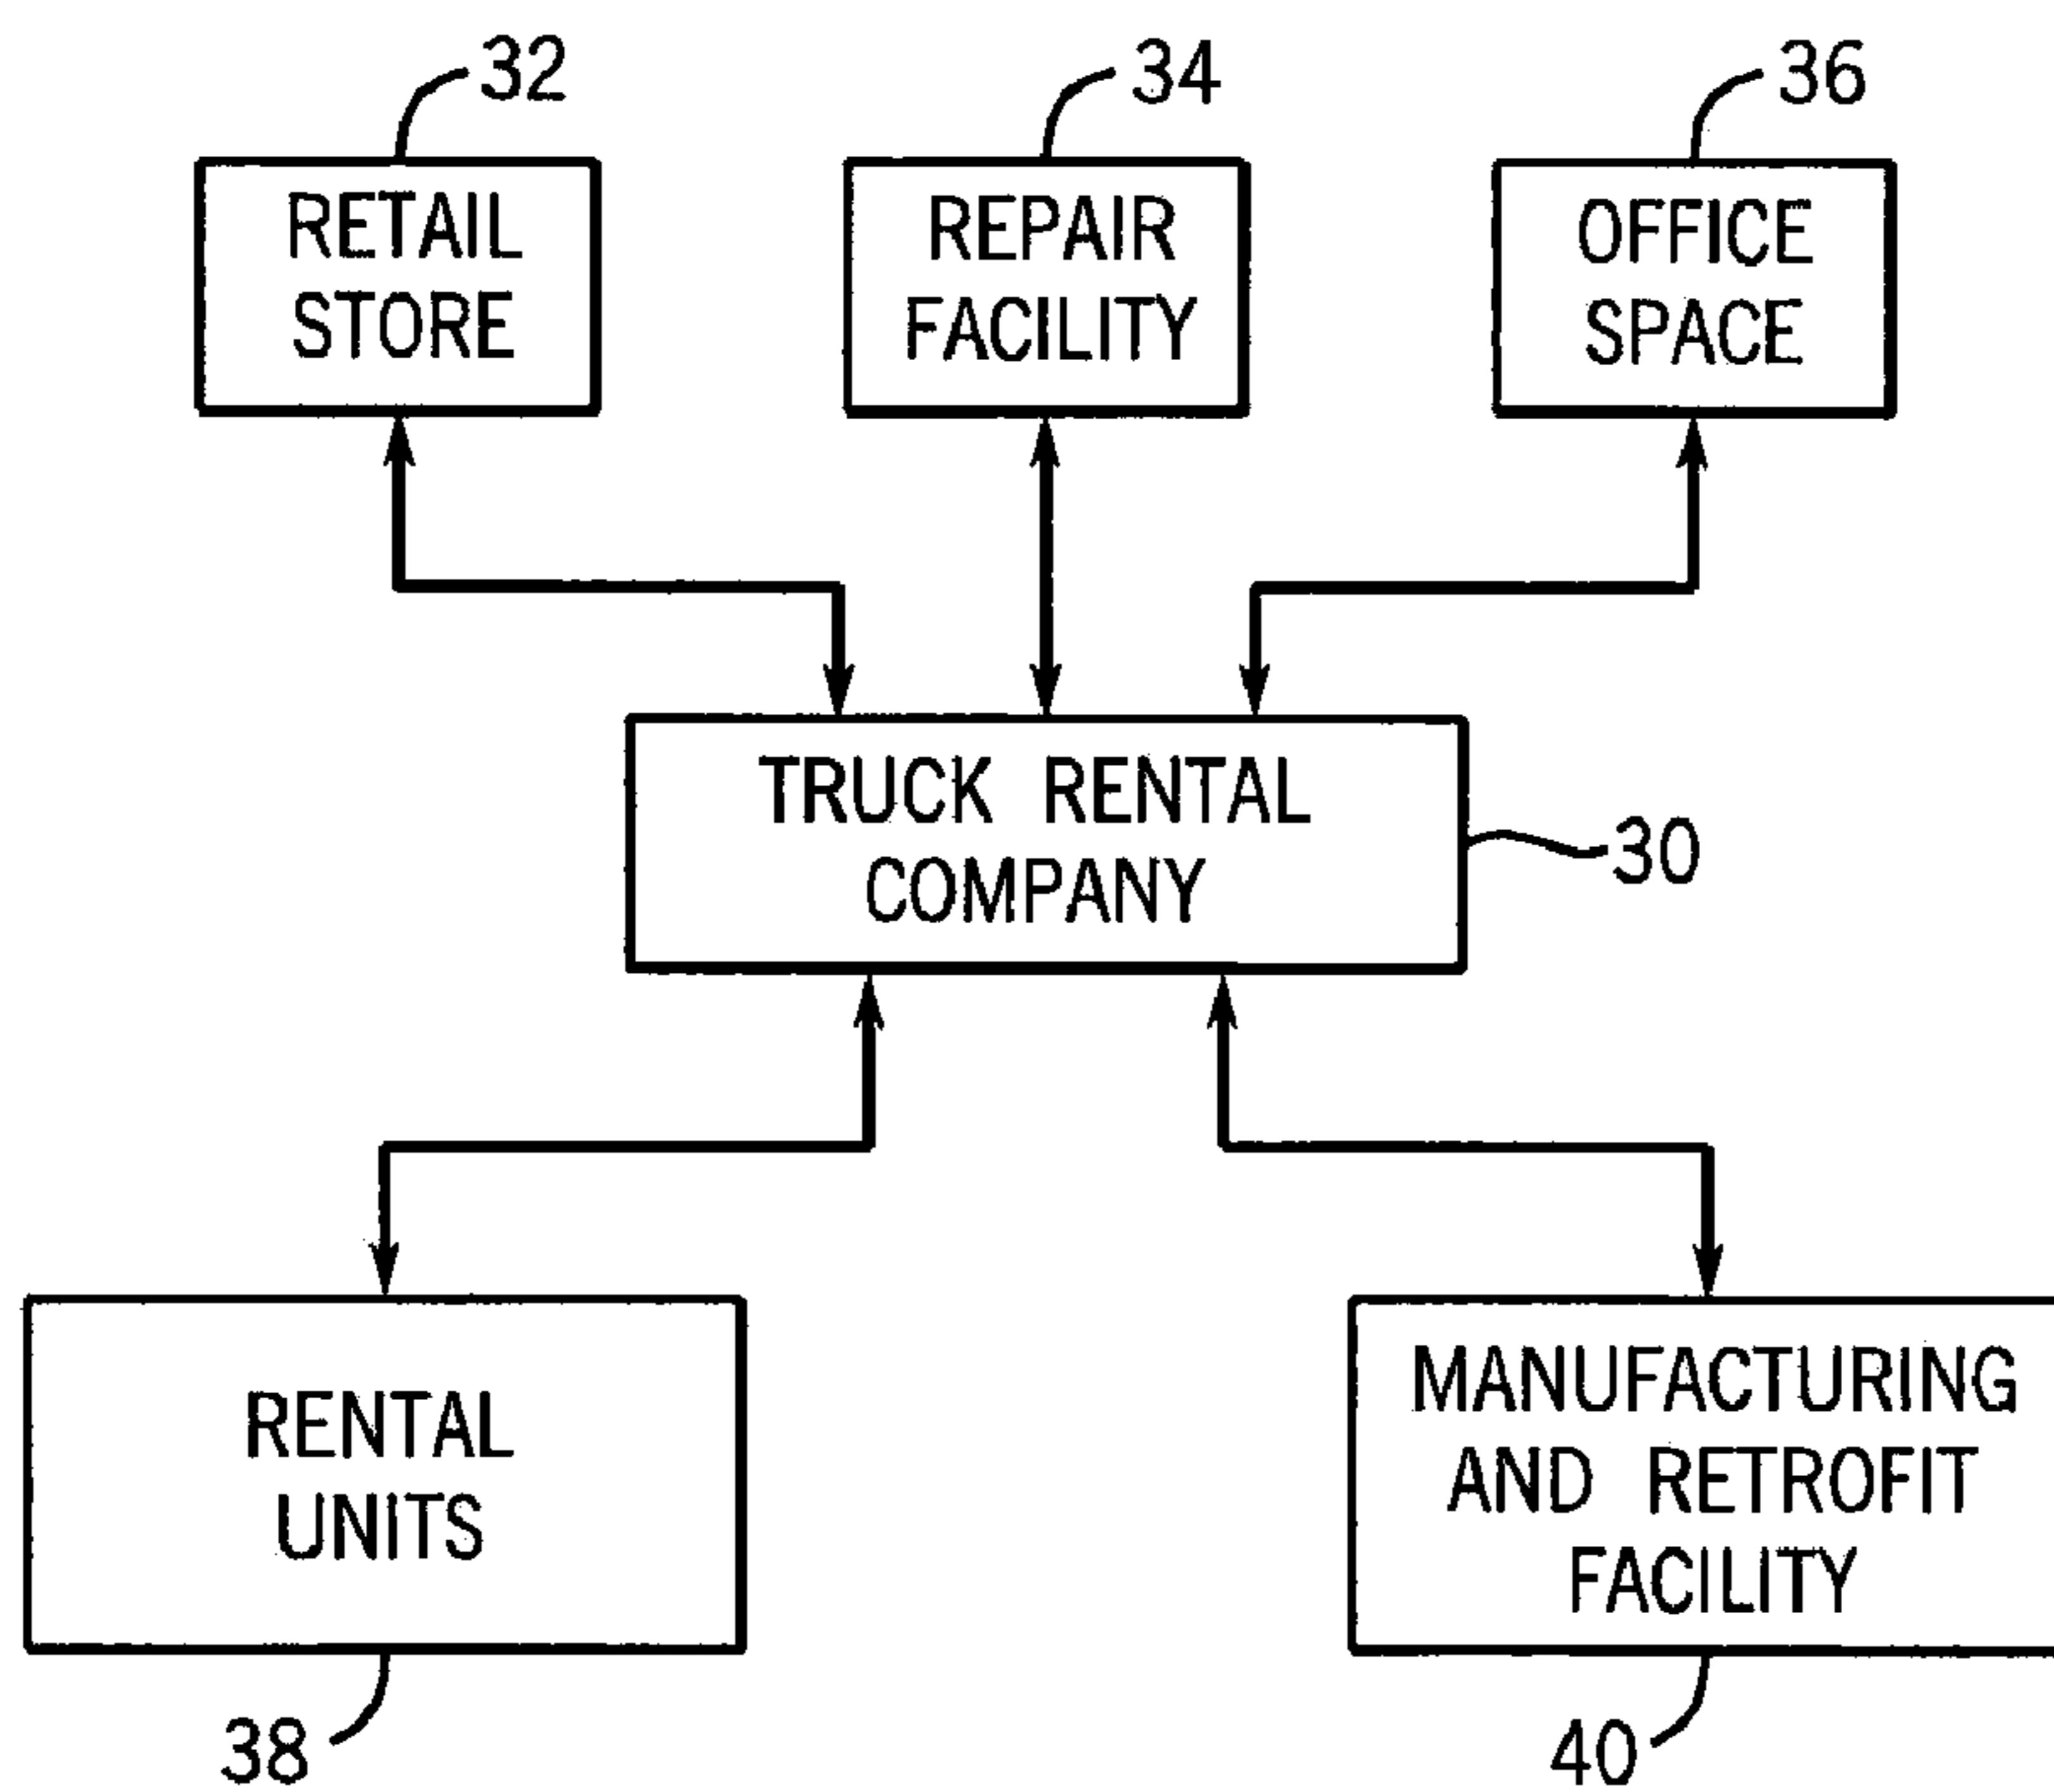 32
34
36
RETAIL
STORE
REPAIR
FACILITY
OFFICE
SPACE
TRUCK RENTAL
COMPANY
30
RENTAL
UNITS
MANUFACTURING
AND RETROFIT
FACILITY
38
40